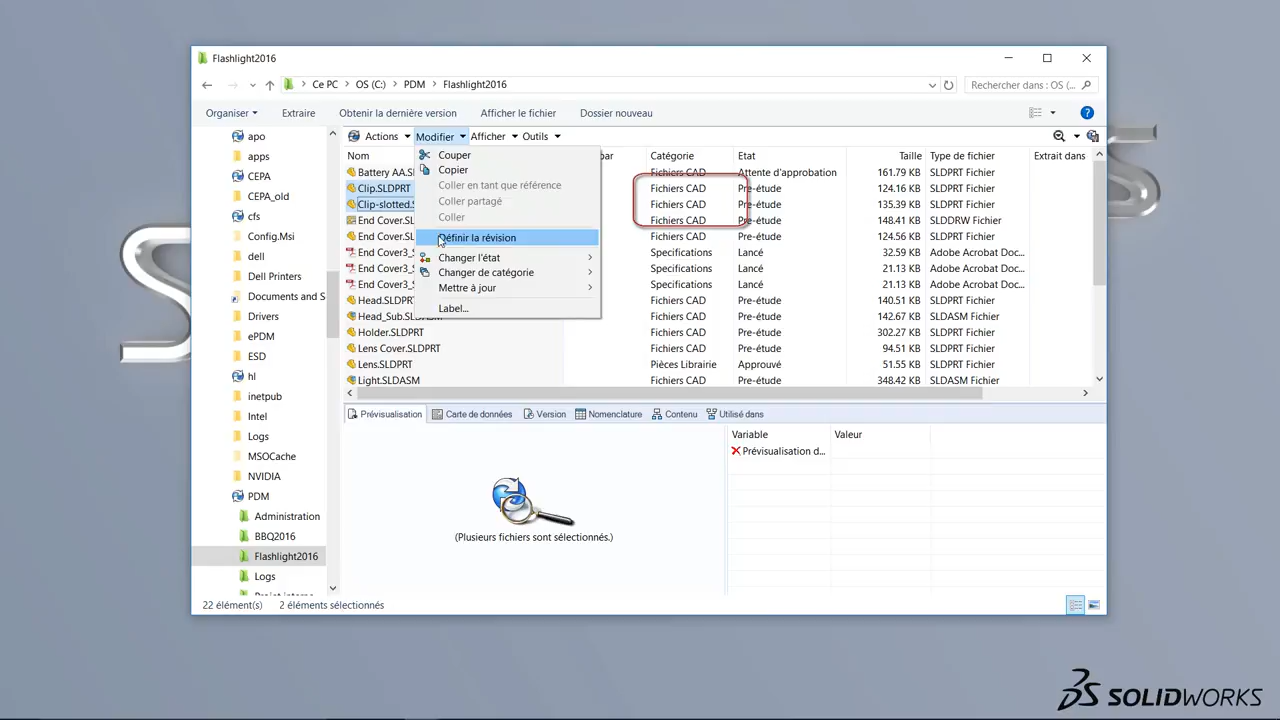 Flashlight2016
Ce PC > OS (C:) > PDM > Flashlight2016
Rechercher dans : OS (...
Organiser
Extraire
Obtenir la dernière version
Afficher le fichier
Dossier nouveau
Actions
Modifier
Afficher
Outils
apo
apps
CEPA
CEPA_old
cfs
Config.Msi
dell
Dell Printers
Documents and S
Drivers
ePDM
ESD
hl
inetpub
Intel
Logs
MSOCache
NVIDIA
PDM
Administration
BBQ2016
Flashlight2016
Logs
Couper
Copier
Coller en tant que référence
Coller partagé
Coller
Définir la révision
Changer l'état
Changer de catégorie
Mettre à jour
Label...
Nom par Catégorie Etat Taille Type de fichier Extrait dans
Battery AA.S Fichiers CAD Attente d'approbation 161.79 KB SLDPRT Fichier
Clip.SLDPRT Fichiers CAD Pré-étude 124.16 KB SLDPRT Fichier
Clip-slotted.S Fichiers CAD Pré-étude 135.39 KB SLDPRT Fichier
End Cover.SL Fichiers CAD Pré-étude 148.41 KB SLDDRW Fichier
End Cover.SL Fichiers CAD Pré-étude 124.56 KB SLDPRT Fichier
End Cover3_S Specifications Lancé 32.59 KB Adobe Acrobat Doc...
End Cover3_S Specifications Lancé 21.13 KB Adobe Acrobat Doc...
End Cover3_S Specifications Lancé 21.13 KB Adobe Acrobat Doc...
Head.SLDPR Fichiers CAD Pré-étude 140.51 KB SLDPRT Fichier
Head_Sub.SLDASM Fichiers CAD Pré-étude 142.67 KB SLDASM Fichier
Holder.SLDPRT Fichiers CAD Pré-étude 302.27 KB SLDPRT Fichier
Lens Cover.SLDPRT Fichiers CAD Pré-étude 94.51 KB SLDPRT Fichier
Lens.SLDPRT Pièces Librairie Approuvé 51.55 KB SLDPRT Fichier
Light.SLDASM Fichiers CAD Pré-étude 348.42 KB SLDASM Fichier
Prévisualisation
Carte de données
Version
Nomenclature
Contenu
Utilisé dans
Variable Valeur
Prévisualisation d...
(Plusieurs fichiers sont sélectionnés.)
22 élément(s) 2 éléments sélectionnés
SOLIDWORKS